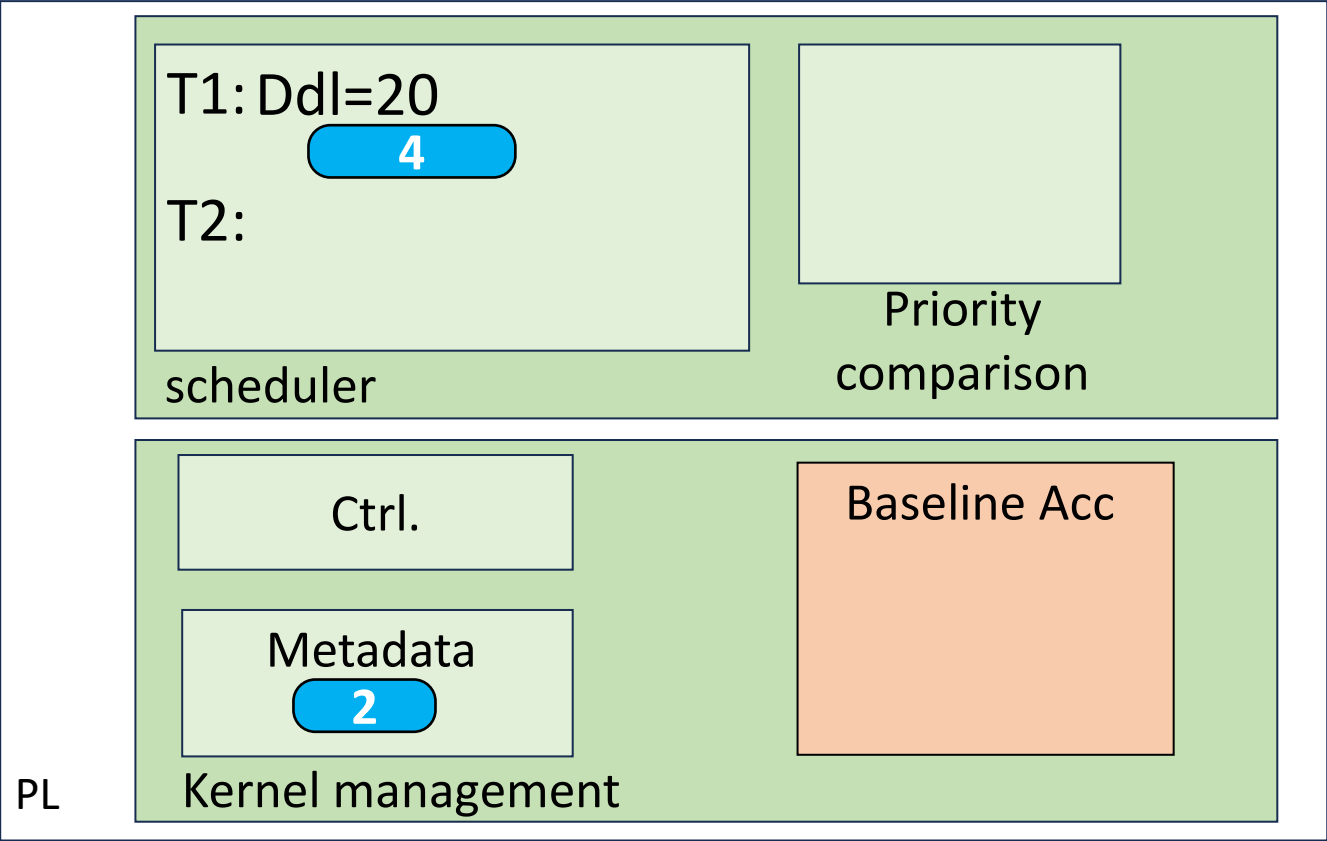 T1: Ddl=20
4
T2:
Priority
comparison
scheduler
Ctrl.
Baseline Acc
Metadata
2
Kernel management
PL